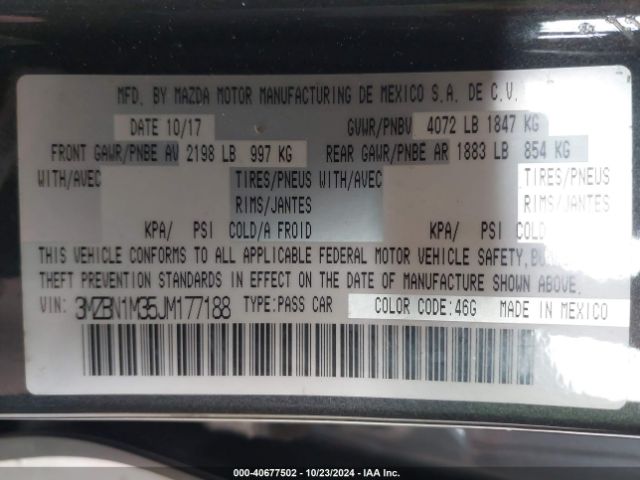 MFD. BY MAZDA MOTOR MANUFACTURING DE MEXICO S.A. DE C.V.
DATE 10/17 GVWR/PNBV 4072 LB 1847 KG
FRONT GAWR/PNBE AV 2198 LB 997 KG REAR GAWR/PNBE AR 1883 LB 854 KG
WITH/AVEC TIRES/PNEUS WITH/AVEC TIRES/PNEUS
RIMS/JANTES RIMS/JANTES
KPA/ PSI COLD/A FROID KPA/ PSI COLD
THIS VEHICLE CONFORMS TO ALL APPLICABLE FEDERAL MOTOR VEHICLE SAFETY,
THEFT PREVENTION STANDARDS IN EFFECT ON THE DATE OF MANUFACTURE SHOWN ABOVE.
VIN: 3MZBN1M35JM177188 TYPE:PASS CAR COLOR CODE:46G MADE IN MEXICO
000-40677502 - 10/23/2024 - IAA Inc.